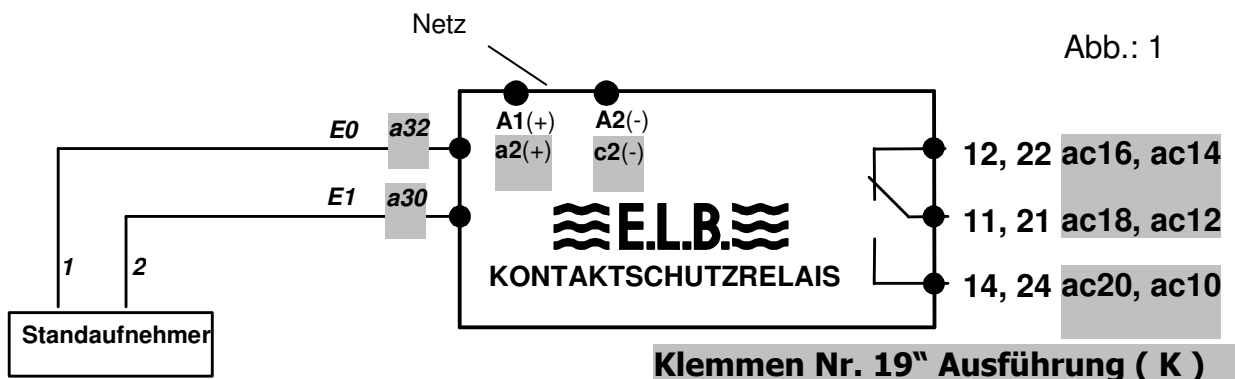 Netz
Abb.: 1
A1(+) A2(-)
a2(+) c2(-)
E0 a32
E1 a30
1 2
Standaufnehmer
E.L.B.
KONTAKTSCHUTZRELAIS
12, 22 ac16, ac14
11, 21 ac18, ac12
14, 24 ac20, ac10
Klemmen Nr. 19“ Ausführung ( K )